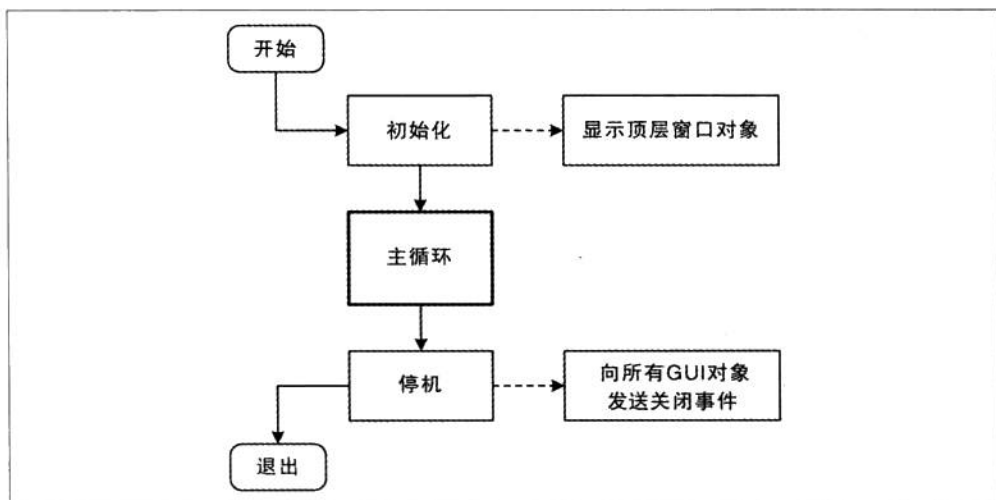 开始
初始化
显示顶层窗口对象
主循环
停机
向所有GUI对象
发送关闭事件
退出